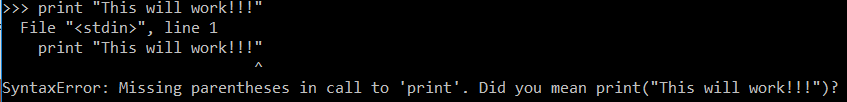 >>> print "This will work!!!"
  File "<stdin>", line 1
    print "This will work!!!"
                            ^
SyntaxError: Missing parentheses in call to 'print'. Did you mean print("This will work!!!")?